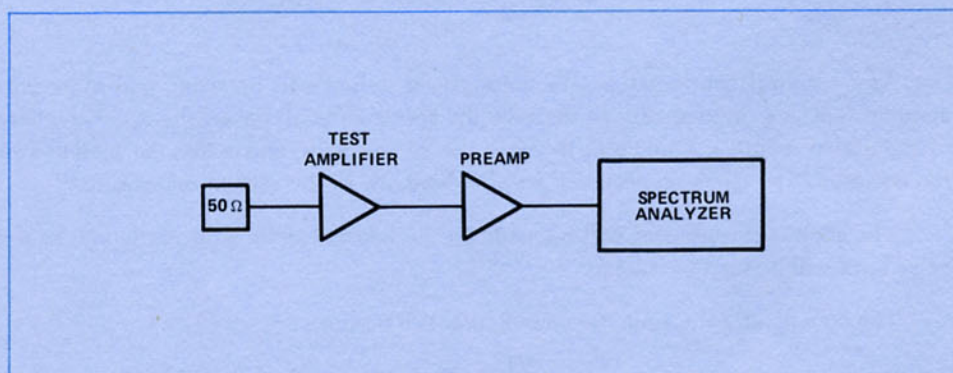 TEST
AMPLIFIER
PREAMP
50 Ω
SPECTRUM
ANALYZER